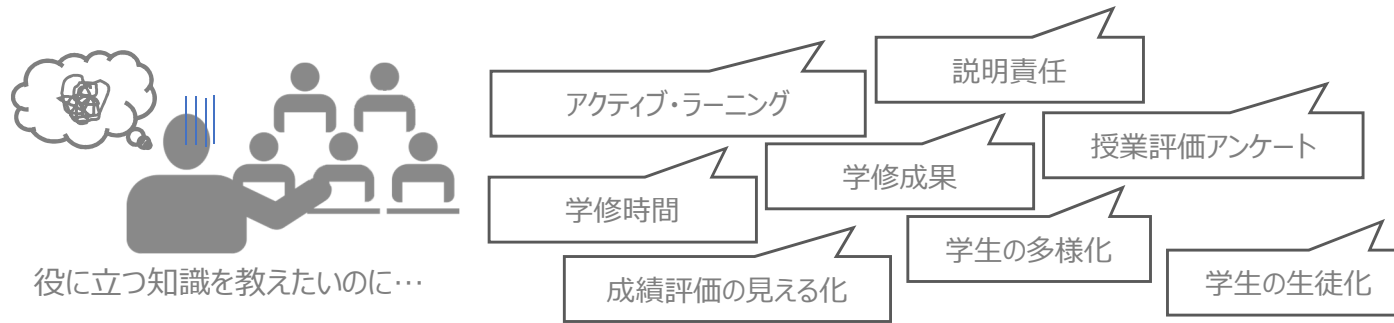 説明責任
アクティブ・ラーニング
授業評価アンケート
学修成果
学修時間
学生の多様化
学生の生徒化
成績評価の見える化
役に立つ知識を教えたいのに…